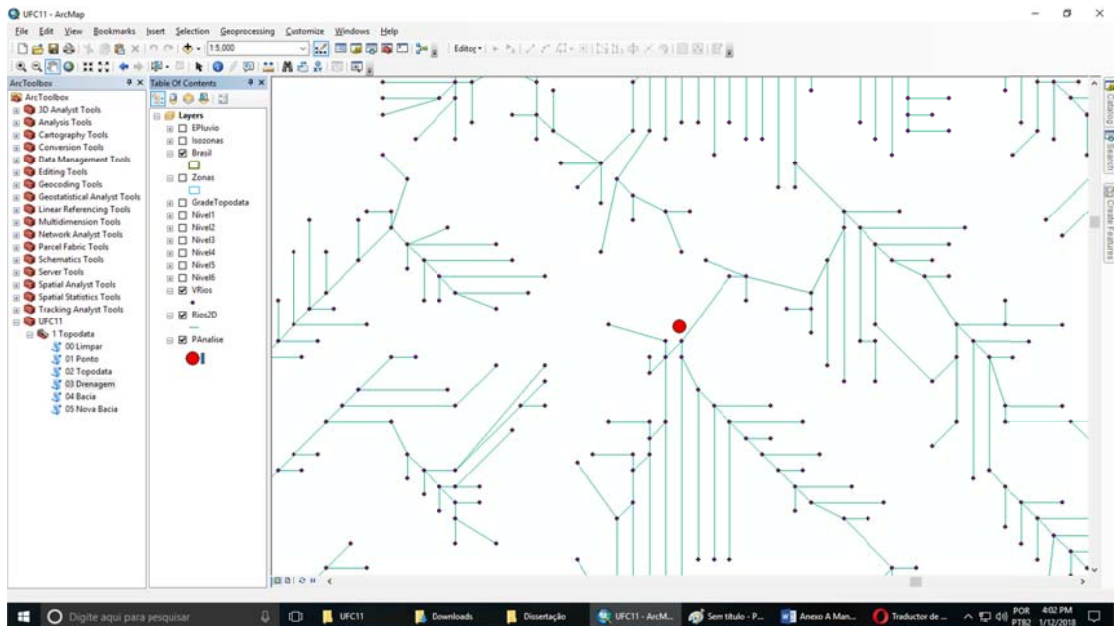 UFC11 - ArcMap
File Edit View Bookmarks Insert Selection Geoprocessing Customize Windows Help
1:5.000
Editor
ArcToolbox
ArcToolbox
3D Analyst Tools
Analysis Tools
Cartography Tools
Conversion Tools
Data Management Tools
Editing Tools
Geocoding Tools
Geostatistical Analyst Tools
Linear Referencing Tools
Multidimension Tools
Network Analyst Tools
Parcel Fabric Tools
Schematics Tools
Server Tools
Spatial Analyst Tools
Spatial Statistics Tools
Tracking Analyst Tools
UFC11
1 Topodata
00 Limpar
01 Ponto
02 Topodata
03 Drenagem
04 Bacia
05 Nova Bacia
Table Of Contents
Layers
EPluvio
Isozonas
Brasil
Zonas
GradeTopodata
Nivel1
Nivel2
Nivel3
Nivel4
Nivel5
Nivel6
VRios
Rios2D
PAnalise
Catalog
Search
Create Features
Digite aqui para pesquisar
UFC11
Downloads
Dissertação
UFC11 - ArcM...
Sem título - P...
Anexo A Man...
Traductor de ...
POR 4:02 PM
PTB2 1/12/2018